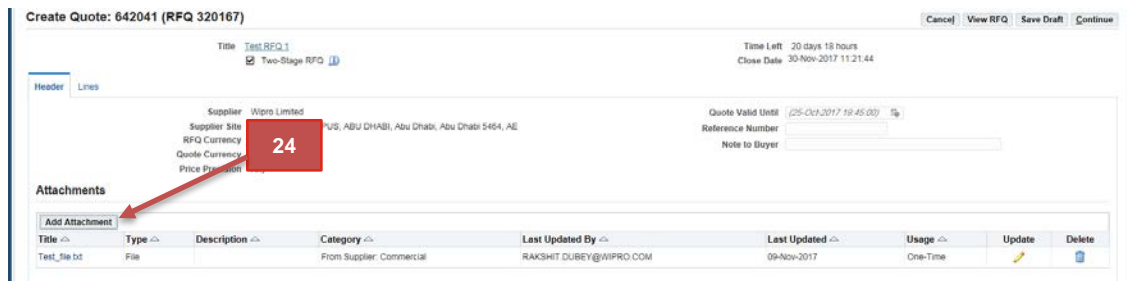 Create Quote: 642041 (RFQ 320167)
Cancel View RFQ Save Draft Continue
Title Test RFQ 1
Two-Stage RFQ
Time Left 20 days 18 hours
Close Date 30-Nov-2017 11:21:44
Header Lines
Supplier Wipro Limited
Supplier Site PUS, ABU DHABI, Abu Dhabi, Abu Dhabi 5464, AE
RFQ Currency
Quote Currency
Price Precision
24
Quote Valid Until (25-Oct-2017 19:45:00)
Reference Number
Note to Buyer
Attachments
Add Attachment
Title Type Description Category Last Updated By Last Updated Usage Update Delete
Test_file.txt File From Supplier: Commercial RAKSHIT.DUBEY@WIPRO.COM 09-Nov-2017 One-Time